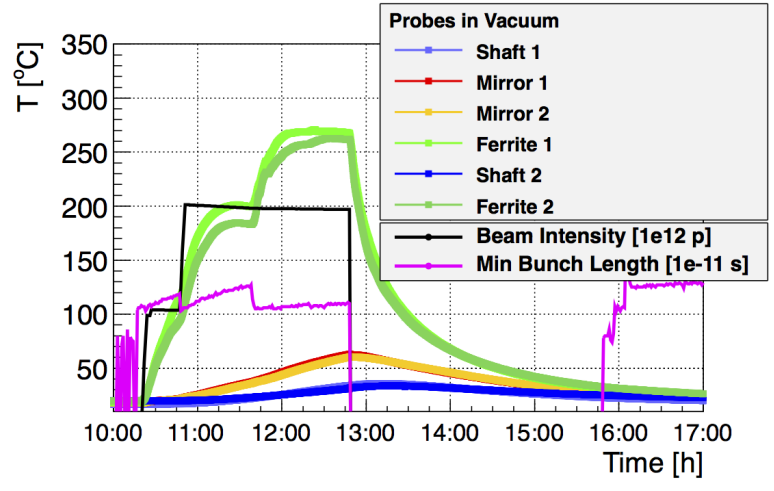 Probes in Vacuum
Shaft 1
Mirror 1
Mirror 2
Ferrite 1
Shaft 2
Ferrite 2
Beam Intensity [1e12 p]
Min Bunch Length [1e-11 s]
T [°C]
350
300
250
200
150
100
50
10:00 11:00 12:00 13:00 14:00 15:00 16:00 17:00
Time [h]